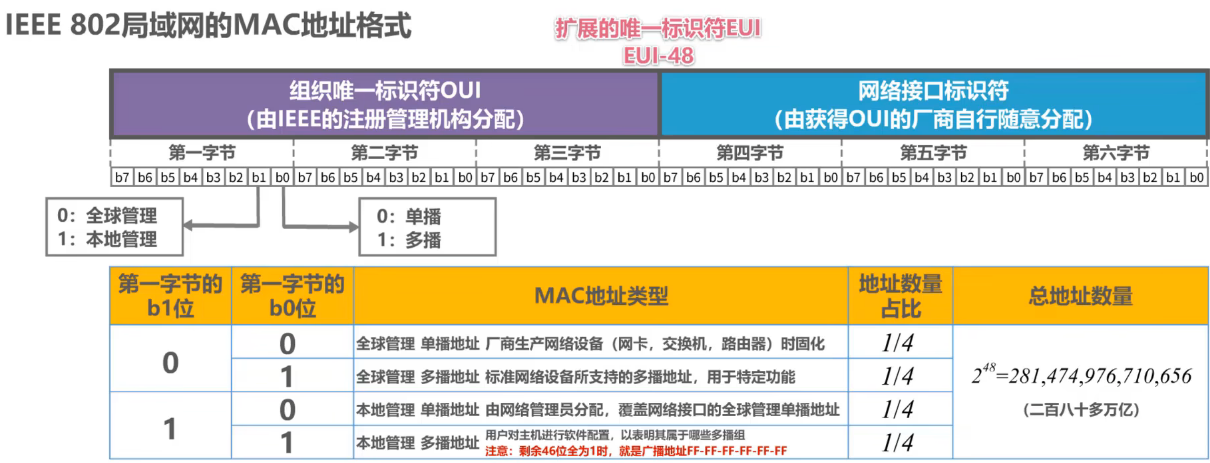 IEEE 802局域网的MAC地址格式
扩展的唯一标识符EUI
EUI-48
组织唯一标识符OUI
（由IEEE的注册管理机构分配）
网络接口标识符
（由获得OUI的厂商自行随意分配）
第一字节 第二字节 第三字节 第四字节 第五字节 第六字节
b7 b6 b5 b4 b3 b2 b1 b0 b7 b6 b5 b4 b3 b2 b1 b0 b7 b6 b5 b4 b3 b2 b1 b0 b7 b6 b5 b4 b3 b2 b1 b0 b7 b6 b5 b4 b3 b2 b1 b0 b7 b6 b5 b4 b3 b2 b1 b0
0：全球管理
1：本地管理
0：单播
1：多播
第一字节的
b1位
第一字节的
b0位
MAC地址类型
地址数量
占比
总地址数量
0
0
全球管理 单播地址 厂商生产网络设备（网卡，交换机，路由器）时固化
1/4
1
全球管理 多播地址 标准网络设备所支持的多播地址，用于特定功能
1/4
1
0
本地管理 单播地址 由网络管理员分配，覆盖网络接口的全球管理单播地址
1/4
1
本地管理 多播地址
用户对主机进行软件配置，以表明其属于哪些多播组
注意：剩余46位全为1时，就是广播地址FF-FF-FF-FF-FF-FF
1/4
2^48=281,474,976,710,656
（二百八十多万亿）